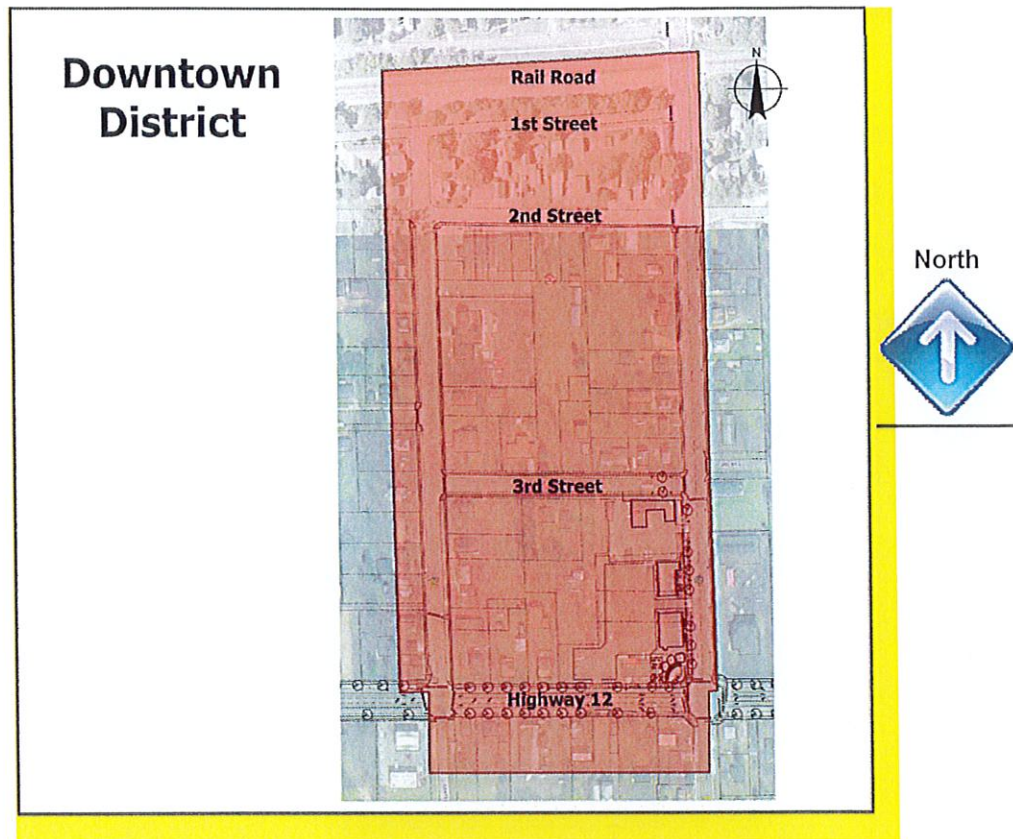 Downtown
District
N
Rail Road
1st Street
2nd Street
North
3rd Street
Highway 12